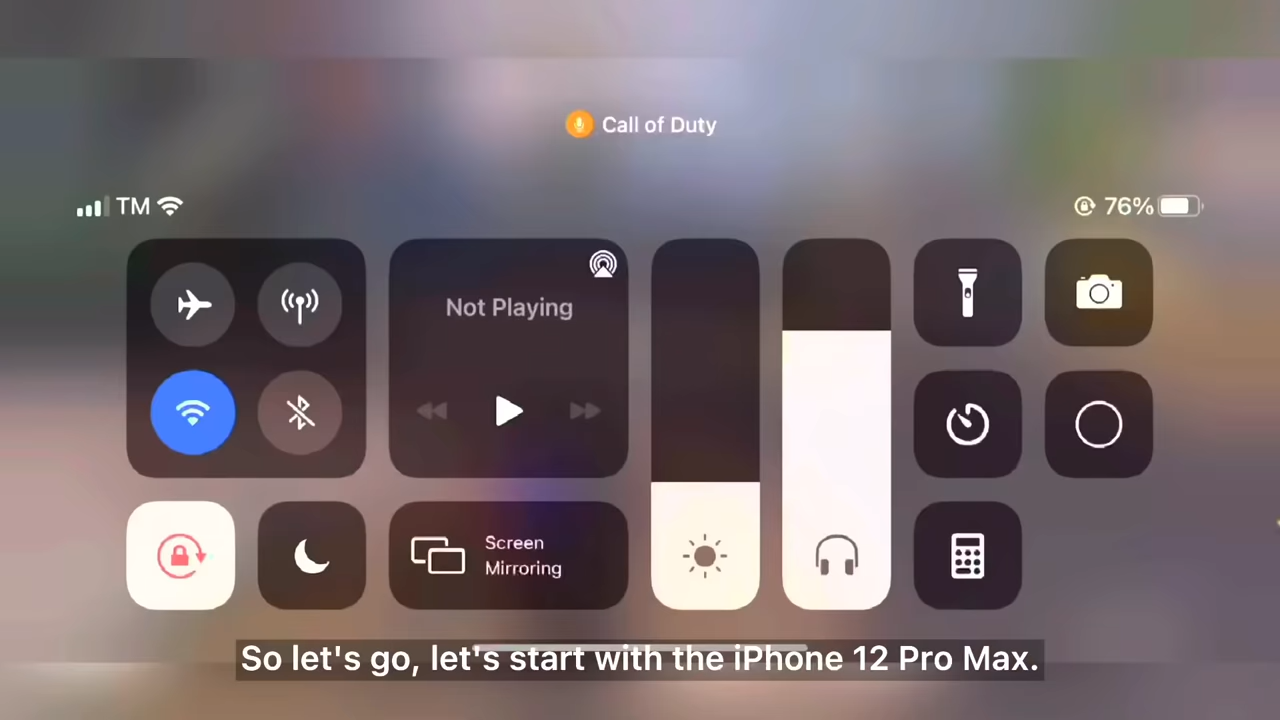 Call of Duty
TM
76%
Not Playing
Screen
Mirroring
So let's go, let's start with the iPhone 12 Pro Max.